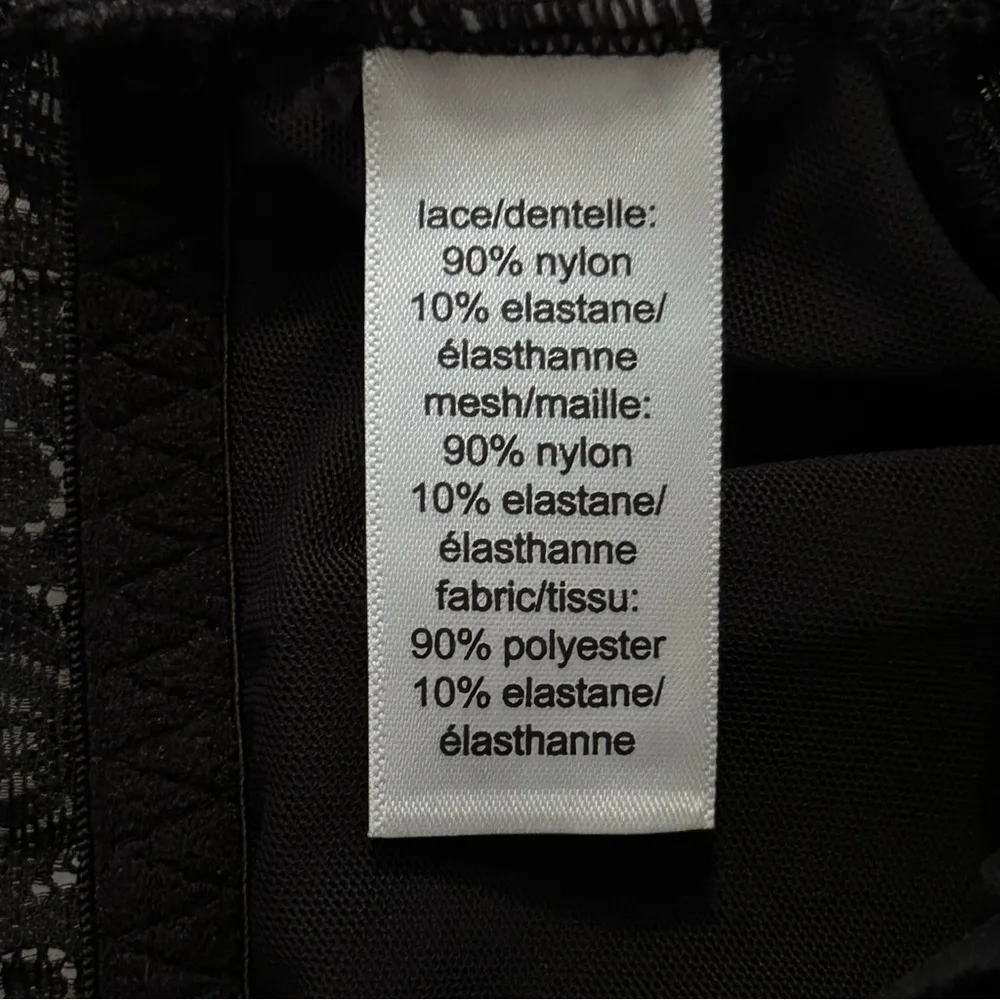 lace/dentelle:
90% nylon
10% elastane/
élasthanne
mesh/maille:
90% nylon
10% elastane/
élasthanne
fabric/tissu:
90% polyester
10% elastane/
élasthanne